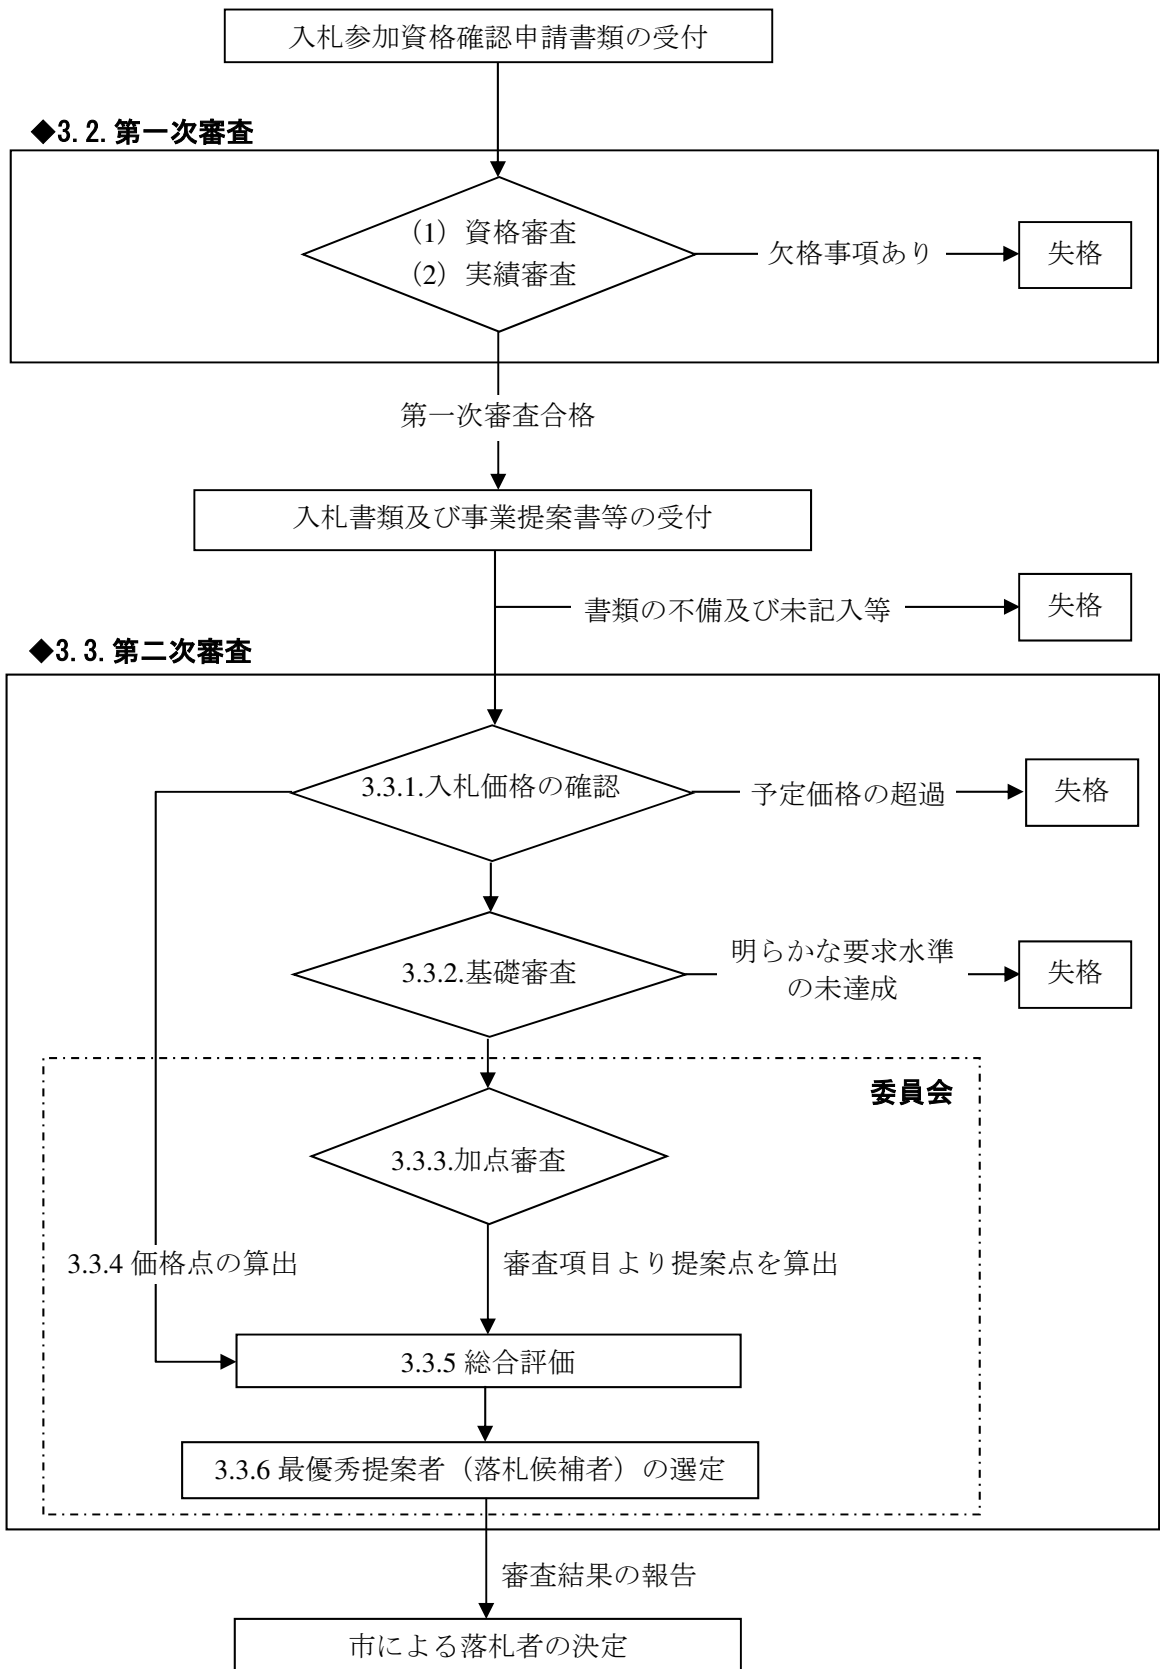 入札参加資格確認申請書類の受付
◆3.2.第一次審査
（1）資格審査
（2）実績審査
欠格事項あり
失格
第一次審査合格
入札書類及び事業提案書等の受付
書類の不備及び未記入等
失格
◆3.3.第二次審査
3.3.1.入札価格の確認
予定価格の超過
失格
3.3.2.基礎審査
明らかな要求水準
の未達成
失格
委員会
3.3.3.加点審査
3.3.4 価格点の算出
審査項目より提案点を算出
3.3.5 総合評価
3.3.6 最優秀提案者（落札候補者）の選定
審査結果の報告
市による落札者の決定